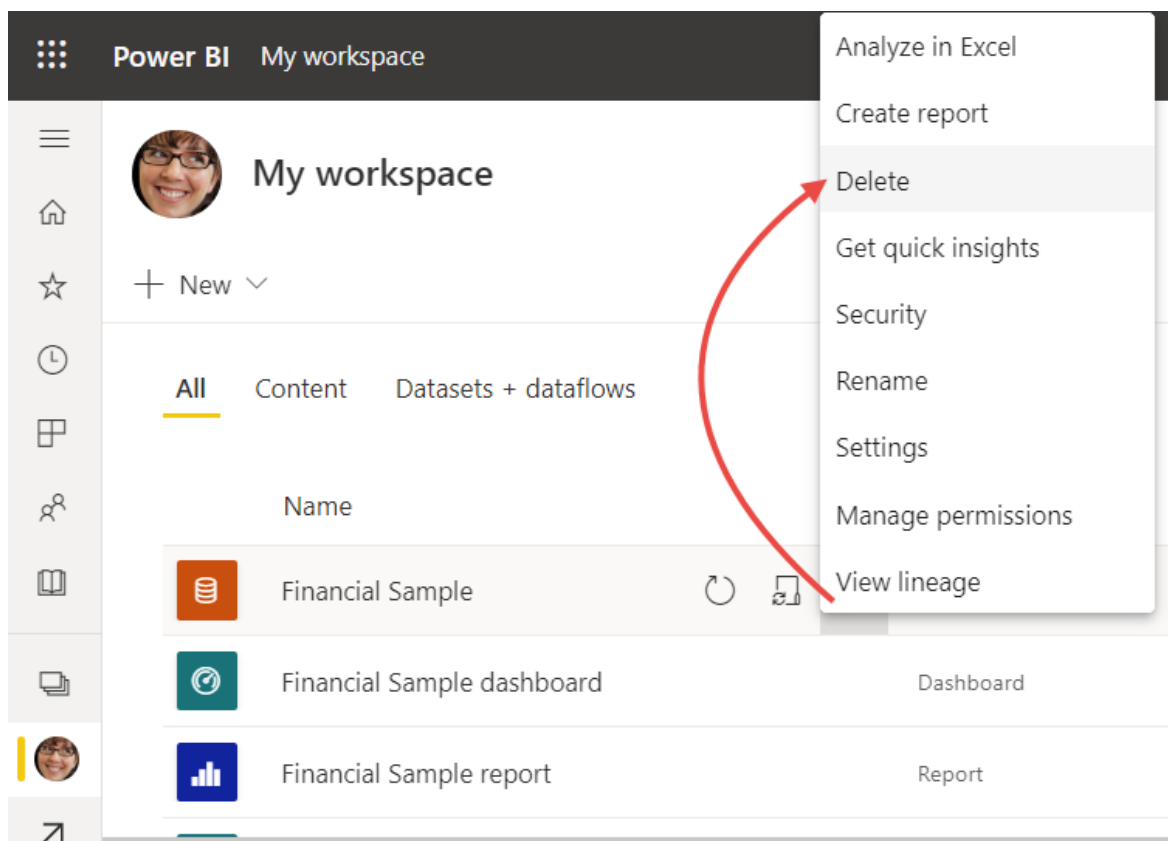 Power BI My workspace
My workspace
New
All Content Datasets + dataflows
Name
Financial Sample
Financial Sample dashboard Dashboard
Financial Sample report Report
Analyze in Excel
Create report
Delete
Get quick insights
Security
Rename
Settings
Manage permissions
View lineage